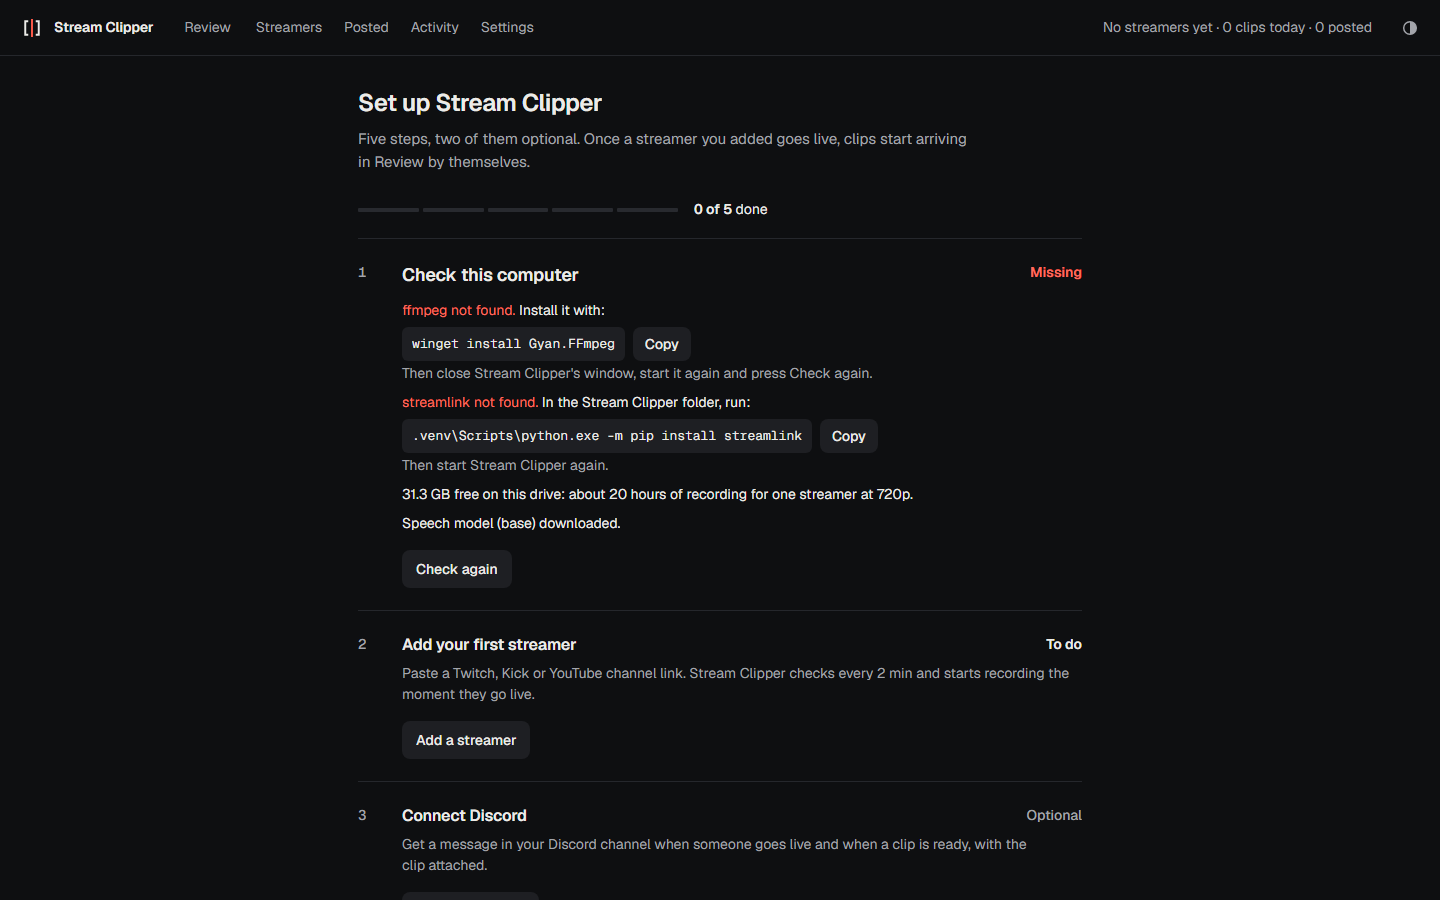 Stream Clipper Review Streamers Posted Activity Settings No streamers yet · 0 clips today · 0 posted
Set up Stream Clipper
Five steps, two of them optional. Once a streamer you added goes live, clips start arriving
in Review by themselves.
0 of 5 done
1 Check this computer Missing
ffmpeg not found. Install it with:
winget install Gyan.FFmpeg Copy
Then close Stream Clipper's window, start it again and press Check again.
streamlink not found. In the Stream Clipper folder, run:
.venv\Scripts\python.exe -m pip install streamlink Copy
Then start Stream Clipper again.
31.3 GB free on this drive: about 20 hours of recording for one streamer at 720p.
Speech model (base) downloaded.
Check again
2 Add your first streamer To do
Paste a Twitch, Kick or YouTube channel link. Stream Clipper checks every 2 min and starts recording the
moment they go live.
Add a streamer
3 Connect Discord Optional
Get a message in your Discord channel when someone goes live and when a clip is ready, with the
clip attached.